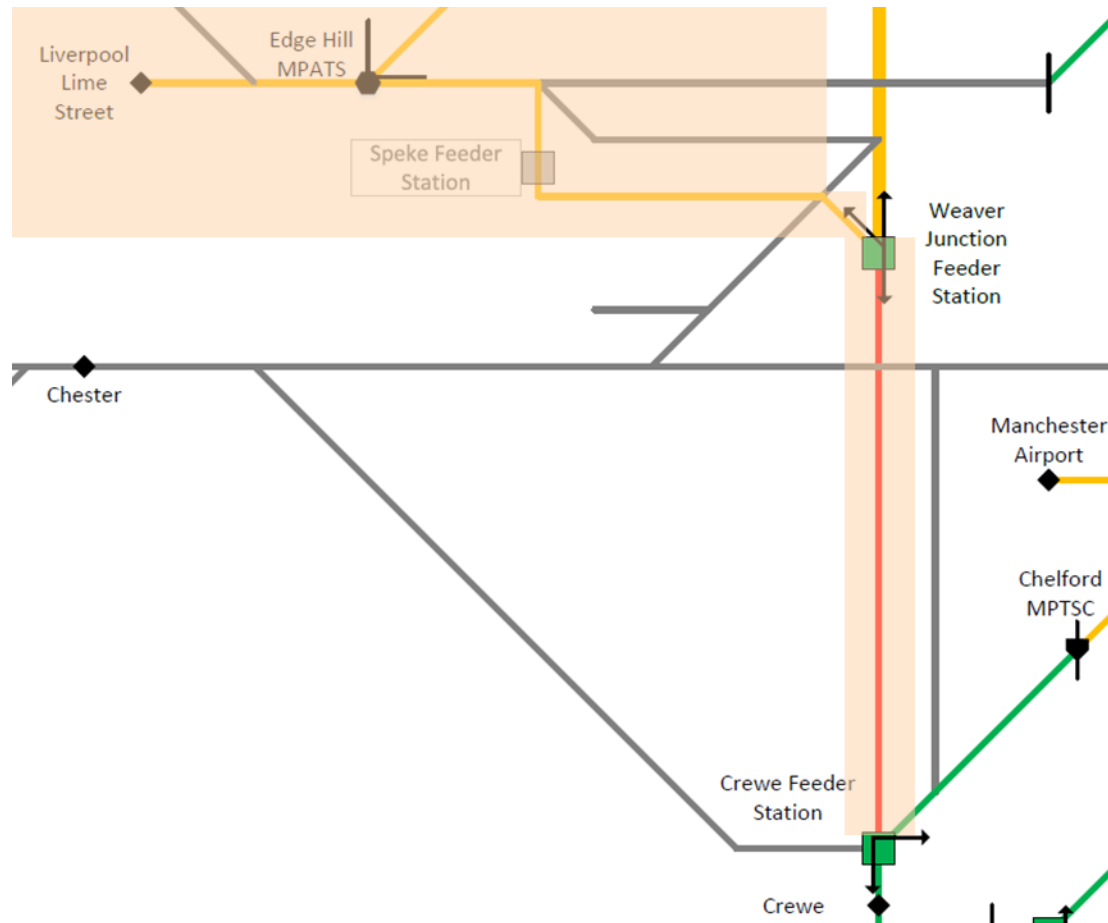 Liverpool
Lime
Street
Edge Hill
MPATS
Speke Feeder
Station
Weaver
Junction
Feeder
Station
Chester
Manchester
Airport
Chelford
MPTSC
Crewe Feeder
Station
Crewe